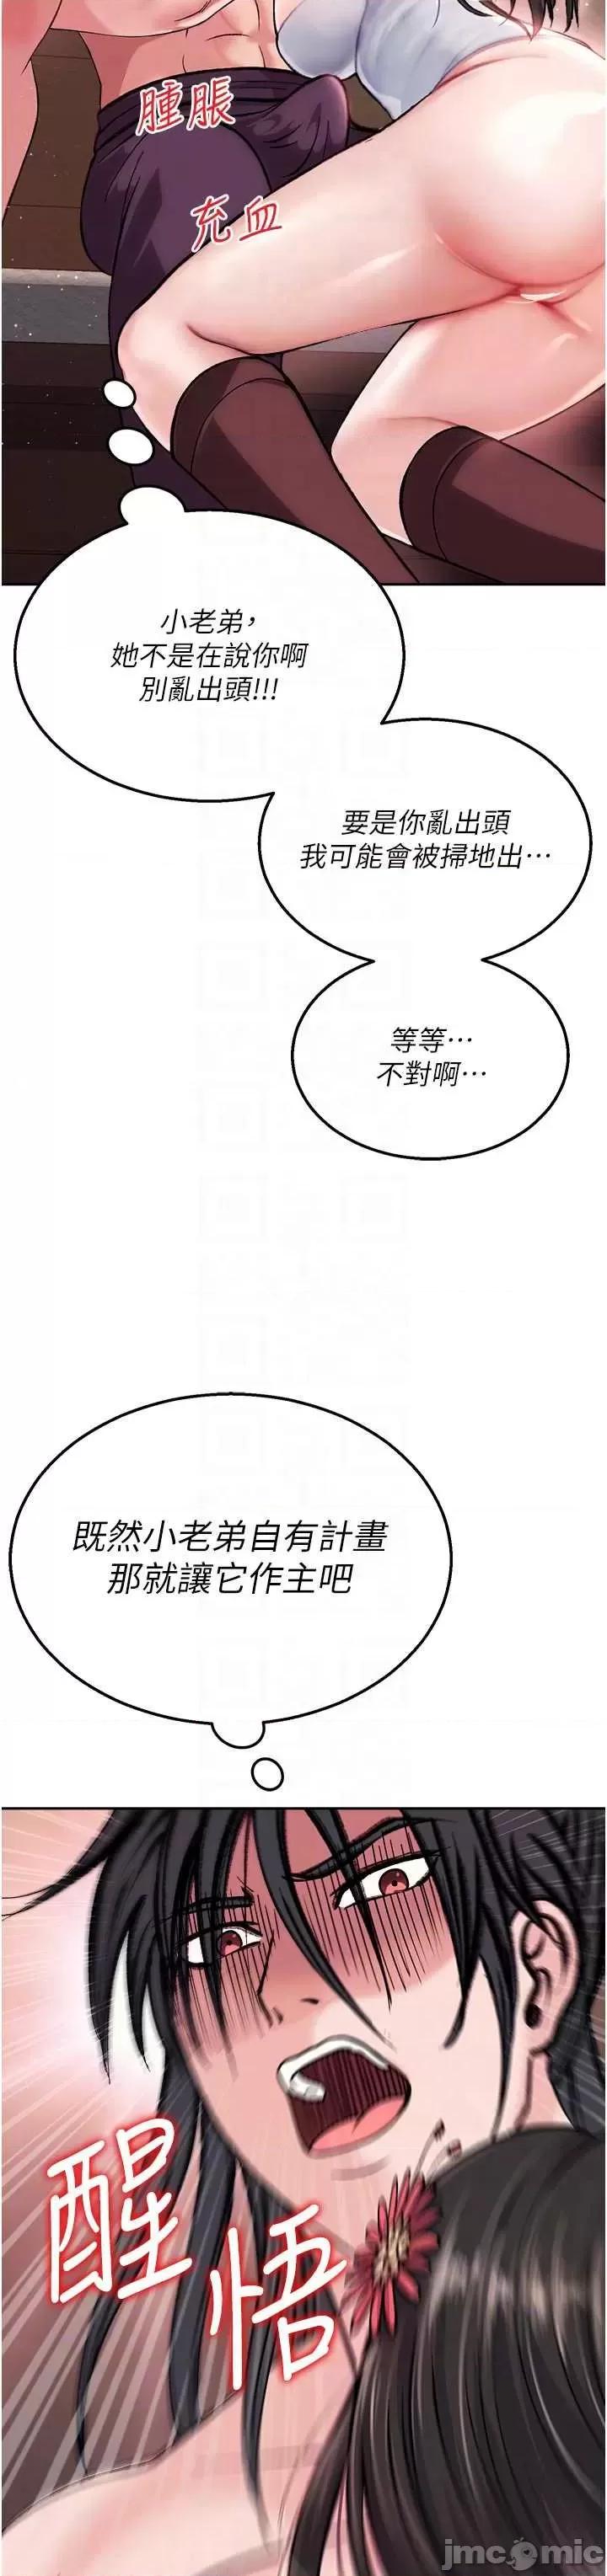 腫脹
充血
小老弟,
她不是在說你啊
別亂出頭!!!
要是你亂出頭
我可能會被掃地出…
等等…
不對啊…
既然小老弟自有計畫
那就讓它作主吧
醒悟
jmcomic